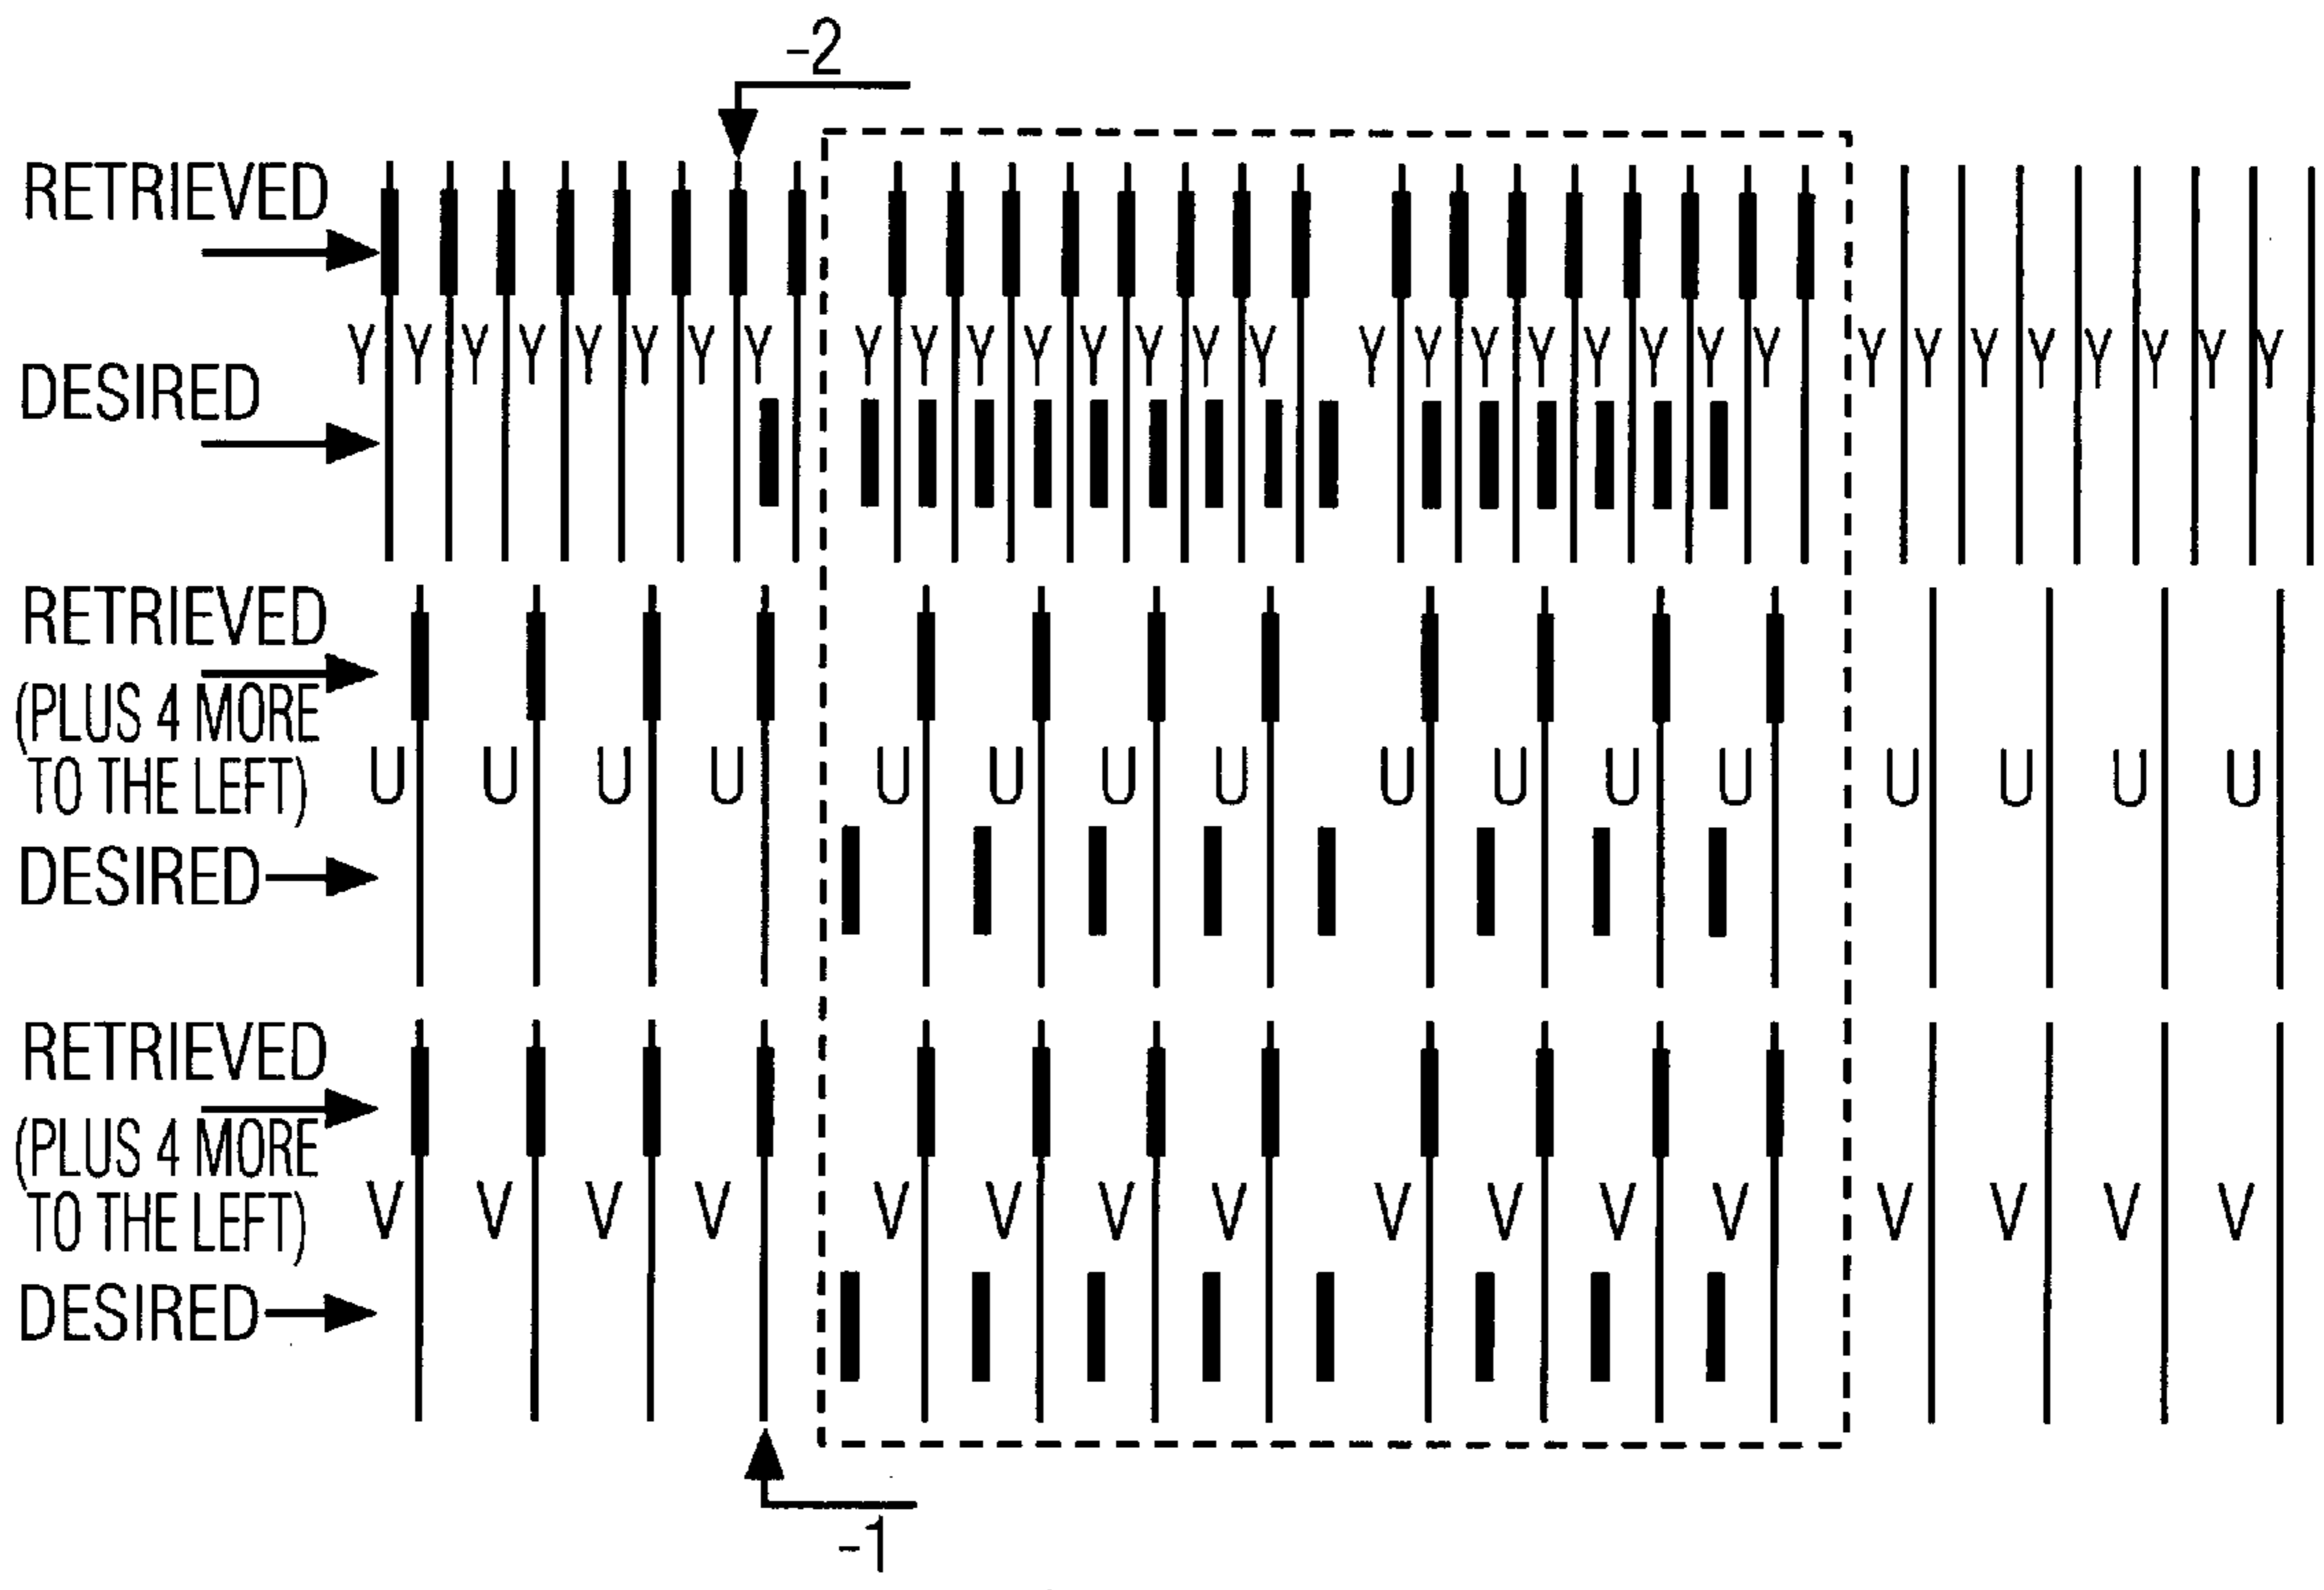 -2
RETRIEVED
Y Y Y Y Y Y Y Y Y Y Y Y Y Y Y Y Y Y Y Y Y Y Y Y Y Y Y Y Y Y Y Y
DESIRED
RETRIEVED
(PLUS 4 MORE
TO THE LEFT)
U U U U U U U U U U U U U U U U
DESIRED
RETRIEVED
(PLUS 4 MORE
TO THE LEFT)
V V V V V V V V V V V V V V V V
DESIRED
-1